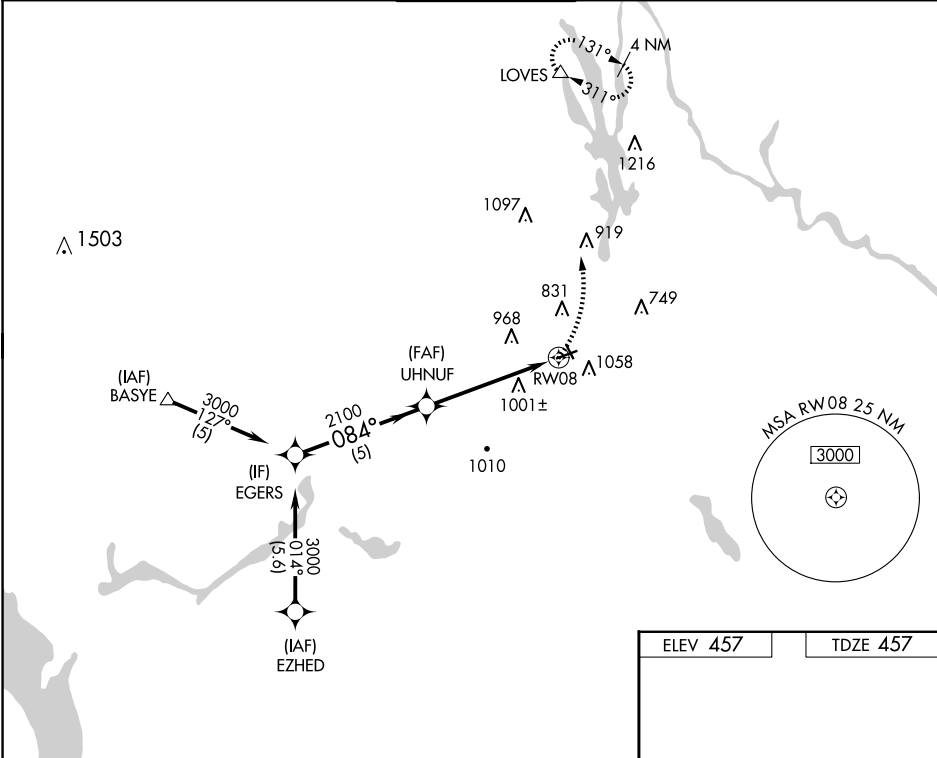 131°
4 NM
LOVES
311°
1216
1097
919
1503
831
749
968
(FAF)
UHNUF
RW08
1058
1001±
(IAF)
BASYE
3000
127°
(5)
2100
084°
(5)
1010
(IF)
EGERS
3000
014°
(5.6)
(IAF)
EZHED
MSA RW08 25 NM
3000
ELEV 457
TDZE 457